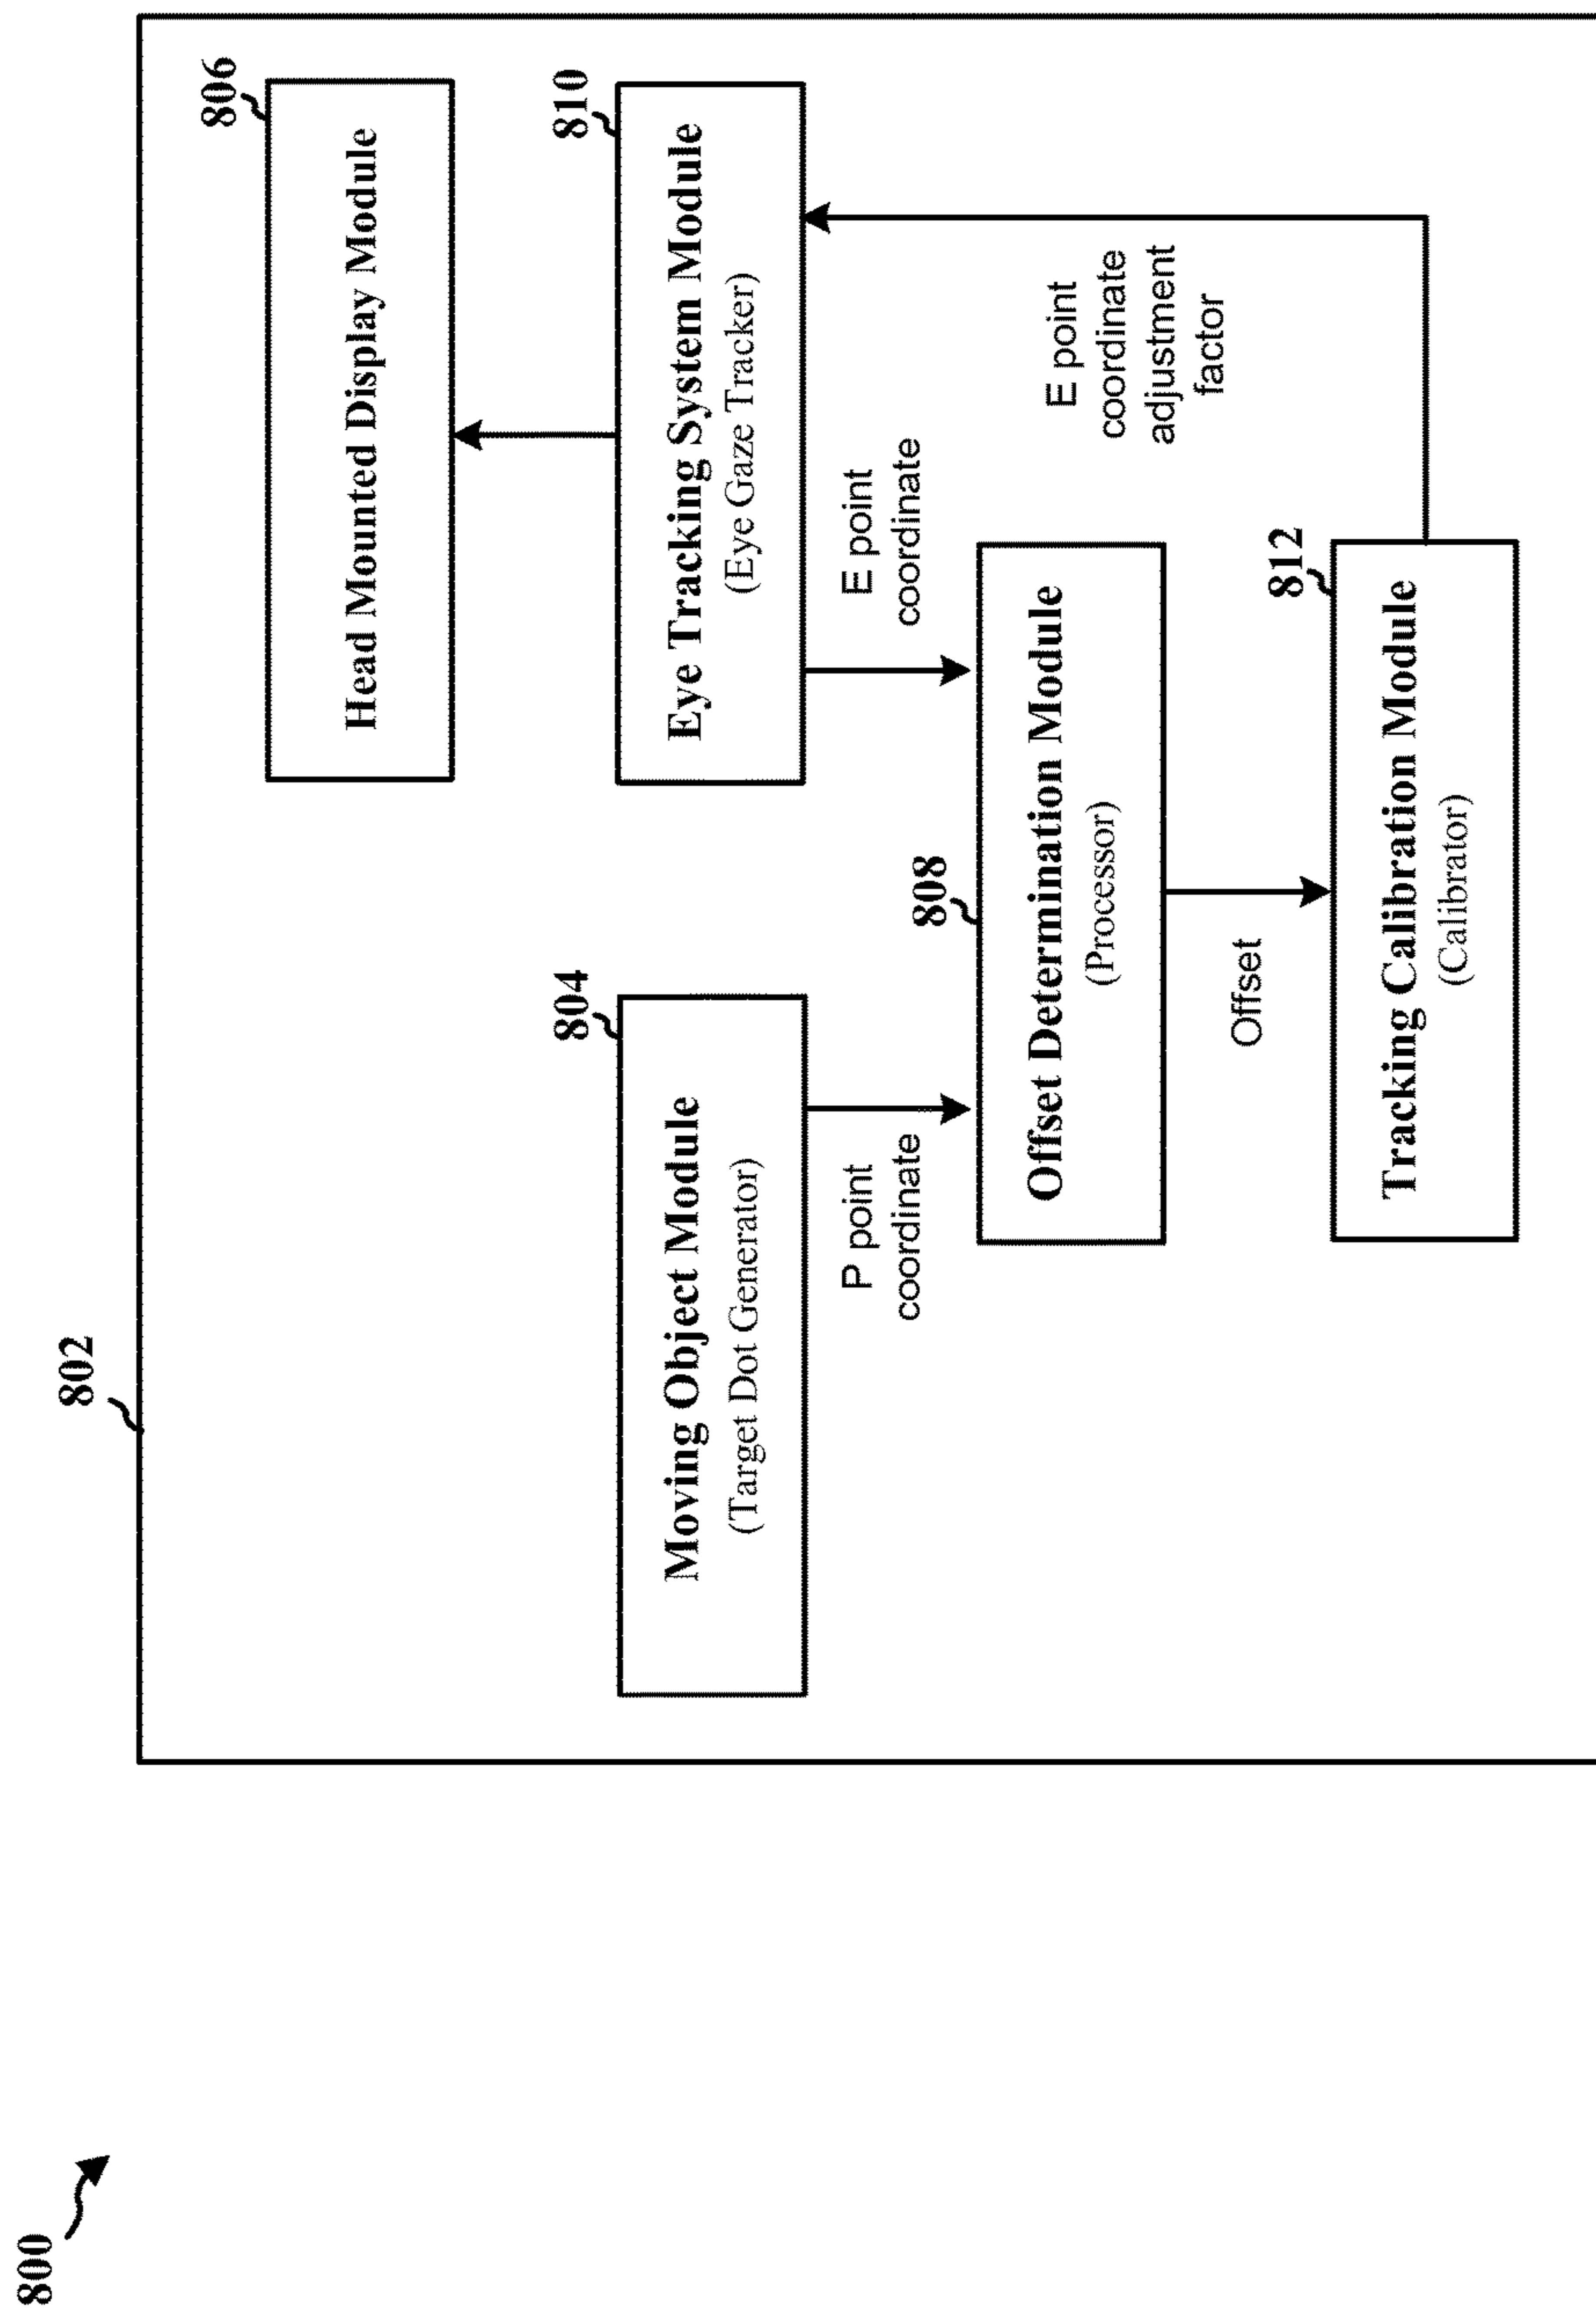 800
802
806
Head Mounted Display Module
804
Moving Object Module
(Target Dot Generator)
810
Eye Tracking System Module
(Eye Gaze Tracker)
P point
coordinate
E point
coordinate
808
Offset Determination Module
(Processor)
E point
coordinate
adjustment
factor
Offset
812
Tracking Calibration Module
(Calibrator)